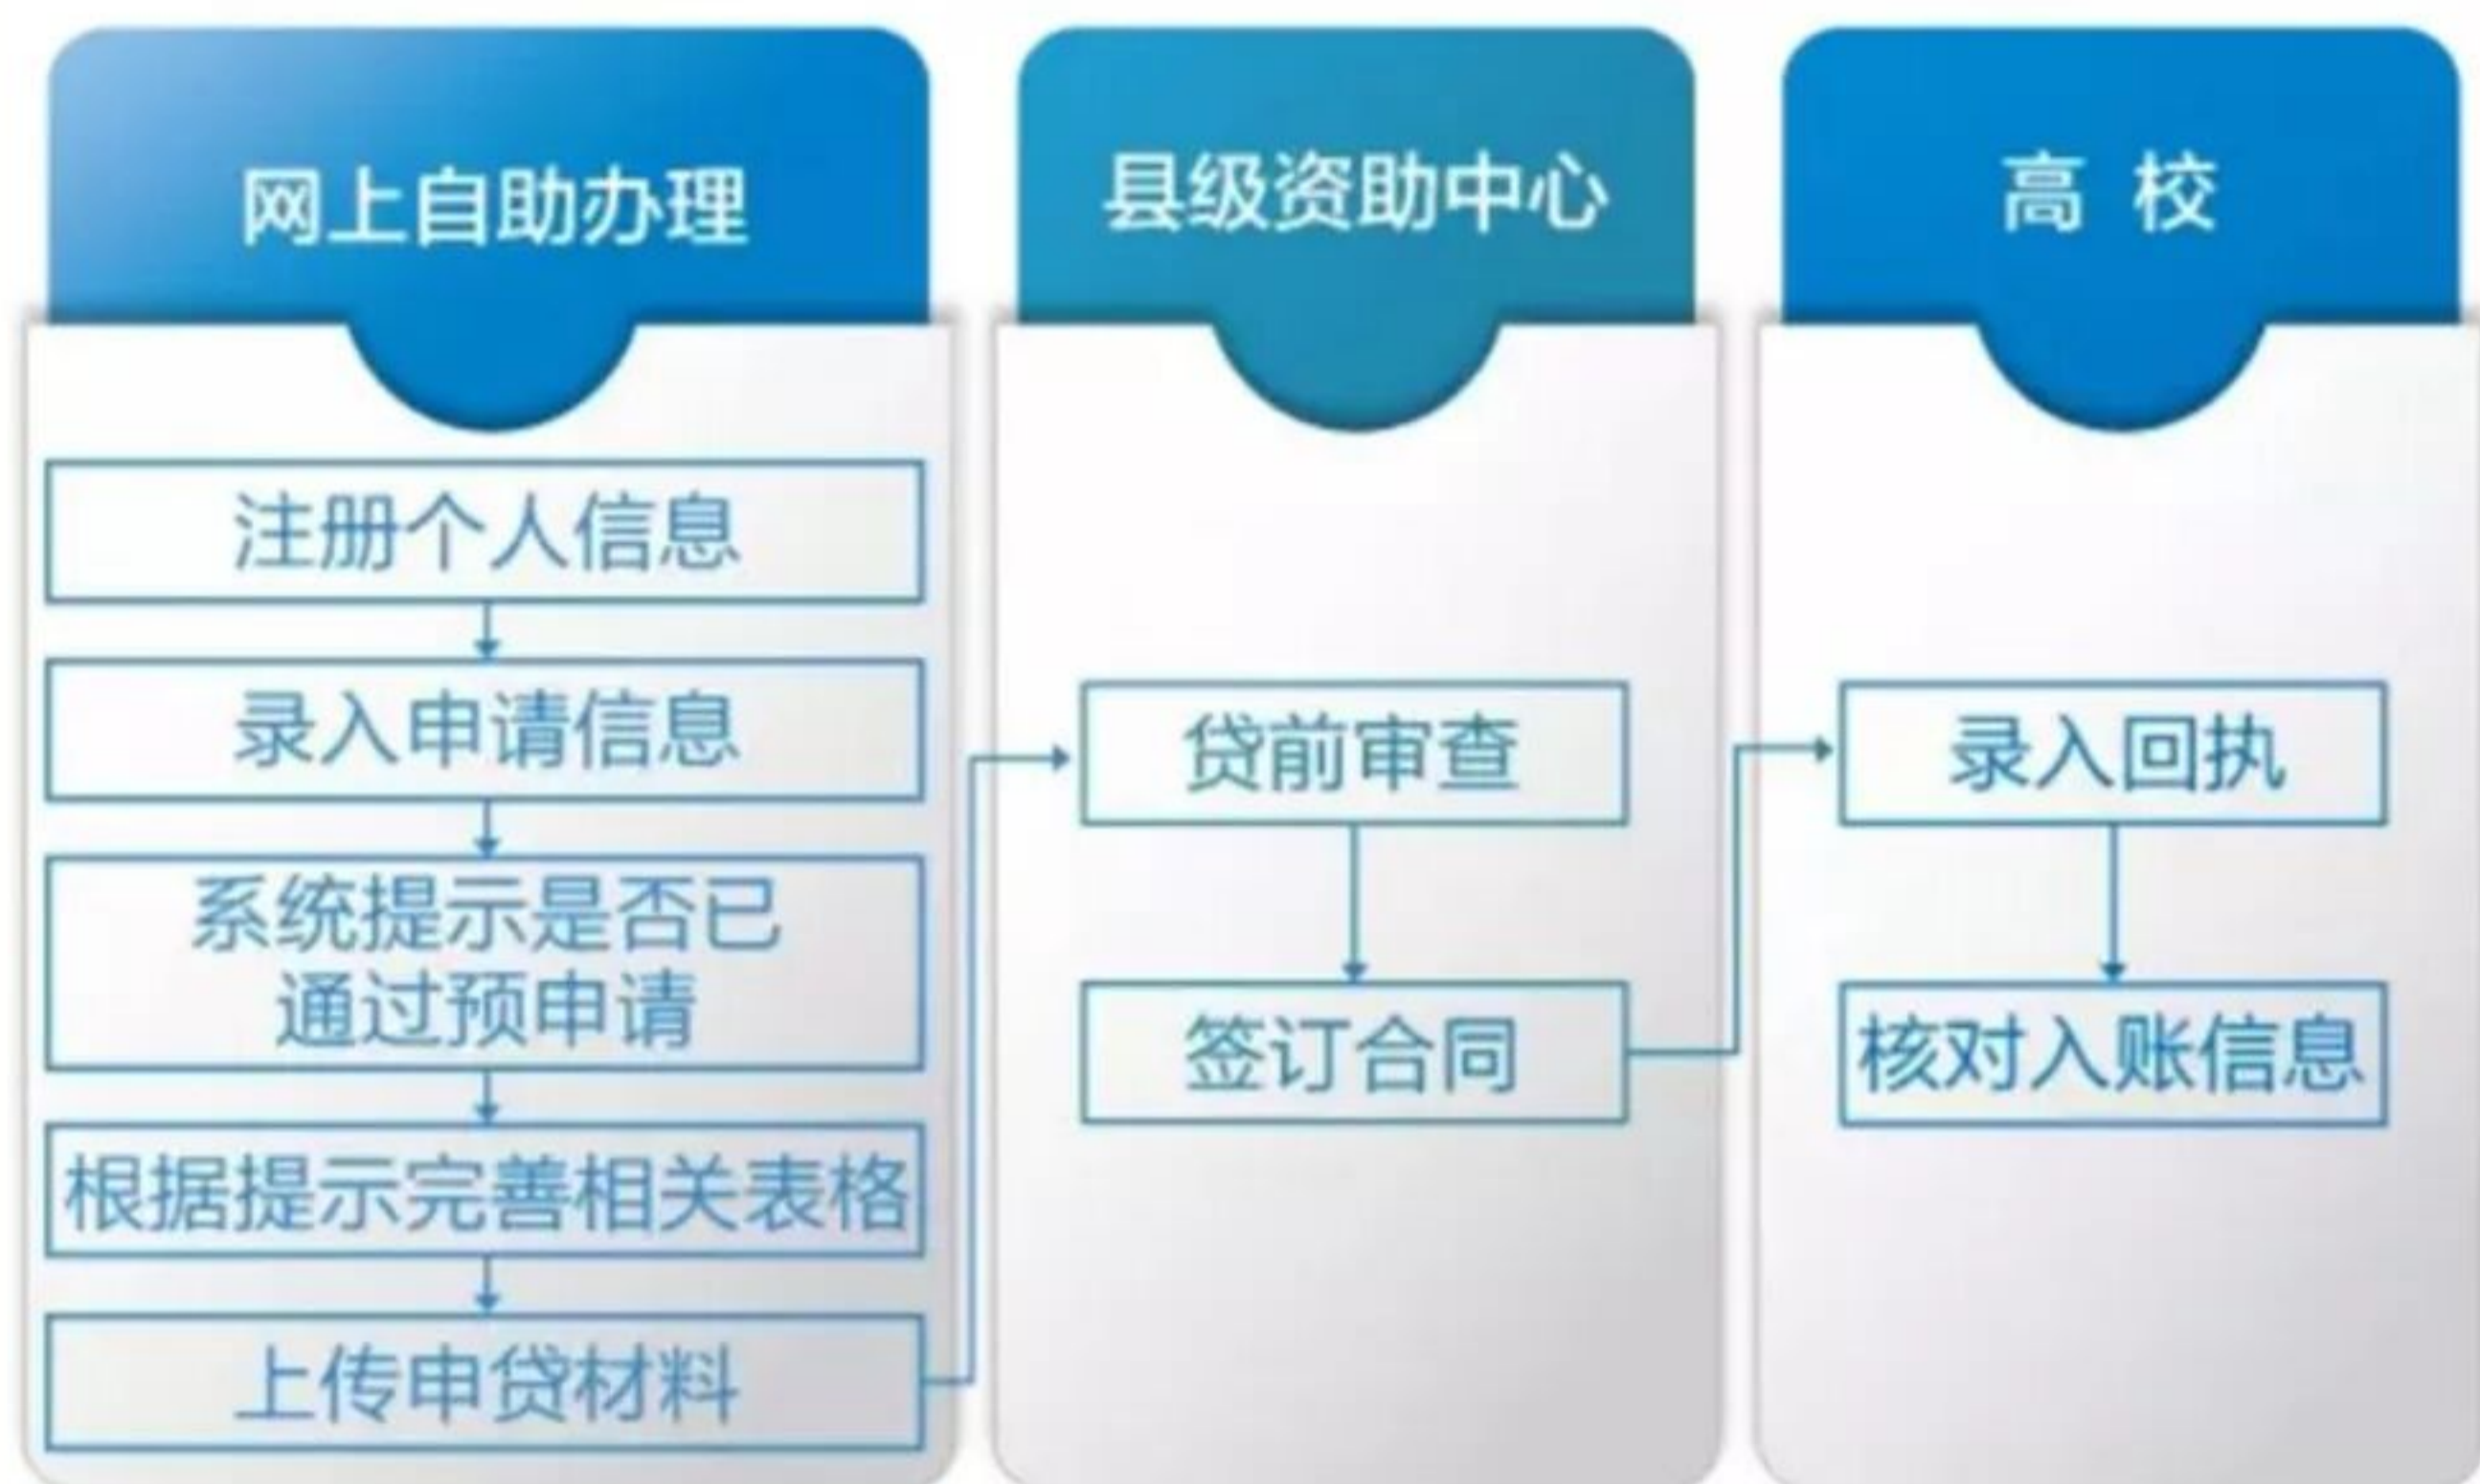 网上自助办理
注册个人信息
录入申请信息
系统提示是否已
通过预申请
根据提示完善相关表格
上传申贷材料
县级资助中心
贷前审查
签订合同
高校
录入回执
核对入账信息